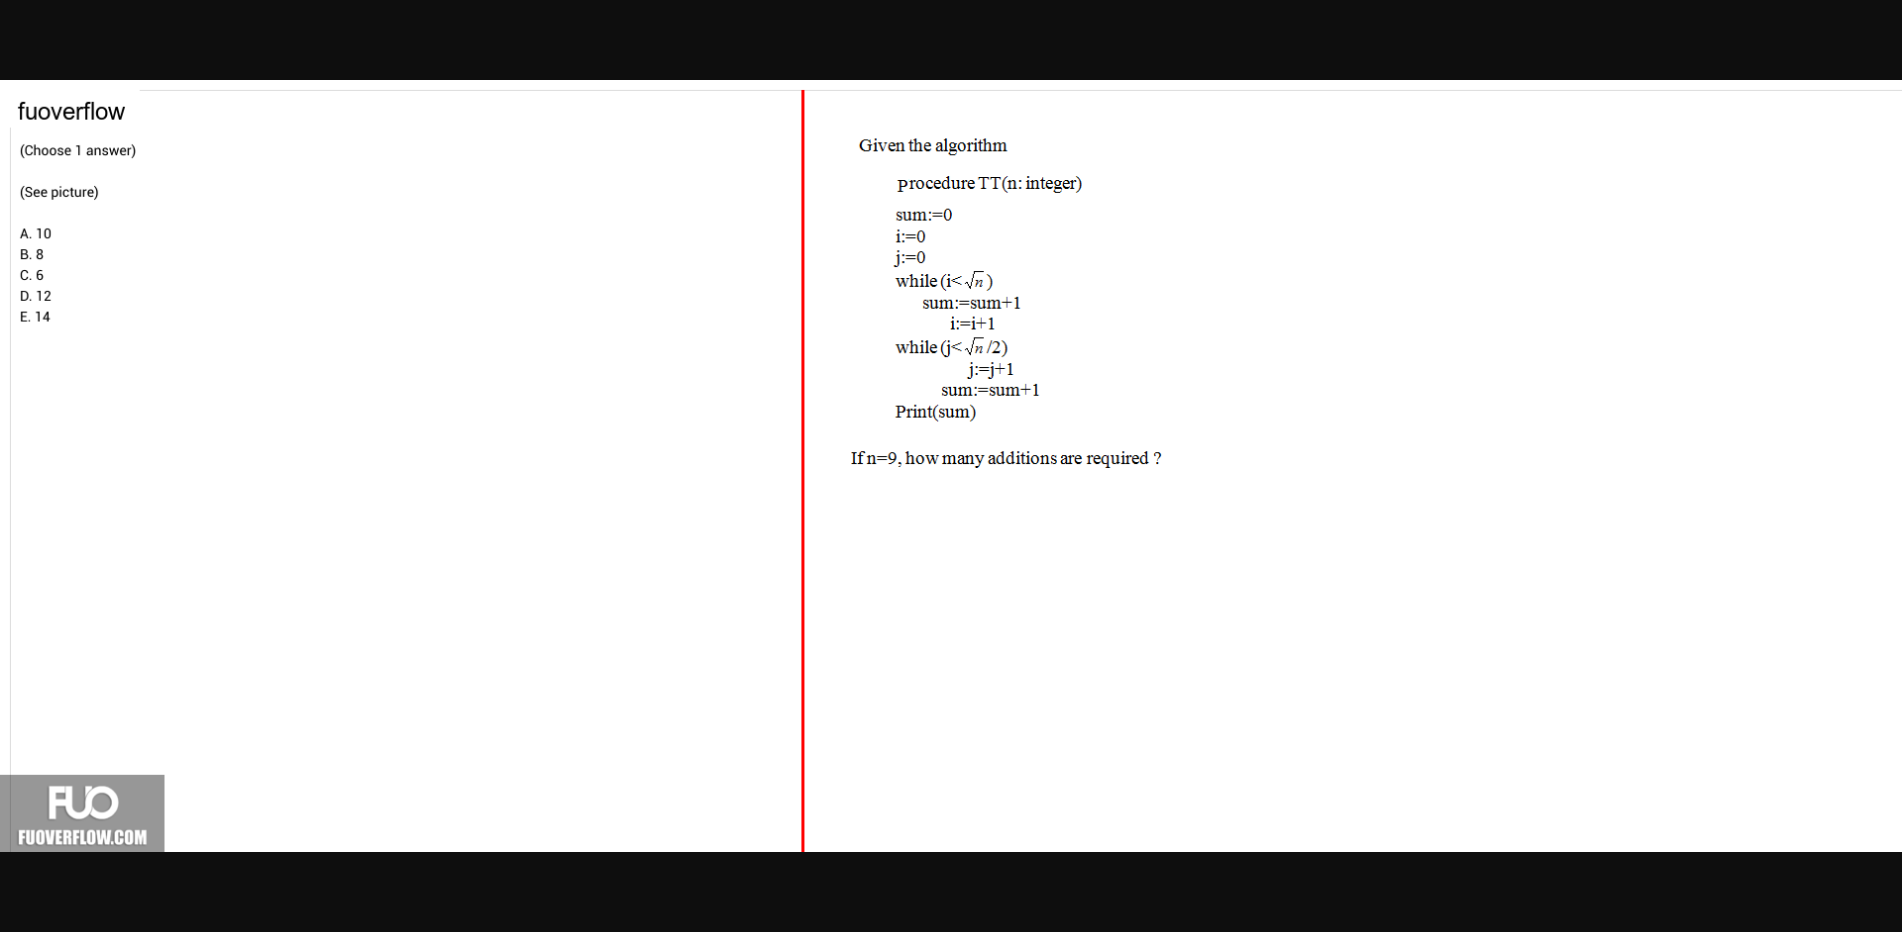 fuoverflow
(Choose 1 answer)
(See picture)
A. 10
B. 8
C. 6
D. 12
E. 14
Given the algorithm
procedure TT(n: integer)
sum:=0
i:=0
j:=0
while (i<√n )
sum:=sum+1
i:=i+1
while (j<√n /2)
j:=j+1
sum:=sum+1
Print(sum)
If n=9, how many additions are required ?
FUO
FUOVERFLOW.COM